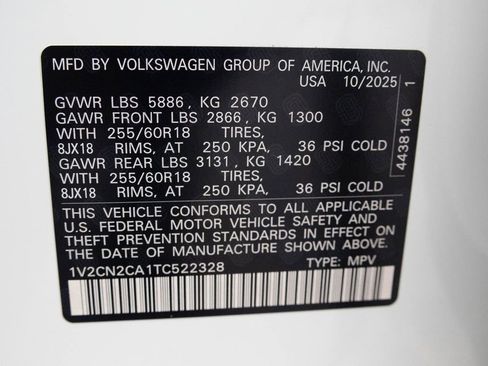 MFD BY VOLKSWAGEN GROUP OF AMERICA, INC.
USA 10/2025
GVWR LBS 5886 , KG 2670
GAWR FRONT LBS 2866 , KG 1300
WITH 255/60R18 TIRES,
8JX18 RIMS, AT 250 KPA, 36 PSI COLD
GAWR REAR LBS 3131 , KG 1420
WITH 255/60R18 TIRES,
8JX18 RIMS, AT 250 KPA, 36 PSI COLD
THIS VEHICLE CONFORMS TO ALL APPLICABLE
U.S. FEDERAL MOTOR VEHICLE SAFETY AND
THEFT PREVENTION STANDARDS IN EFFECT ON
THE DATE OF MANUFACTURE SHOWN ABOVE.
1V2CN2CA1TC522328 TYPE: MPV
4438146 1